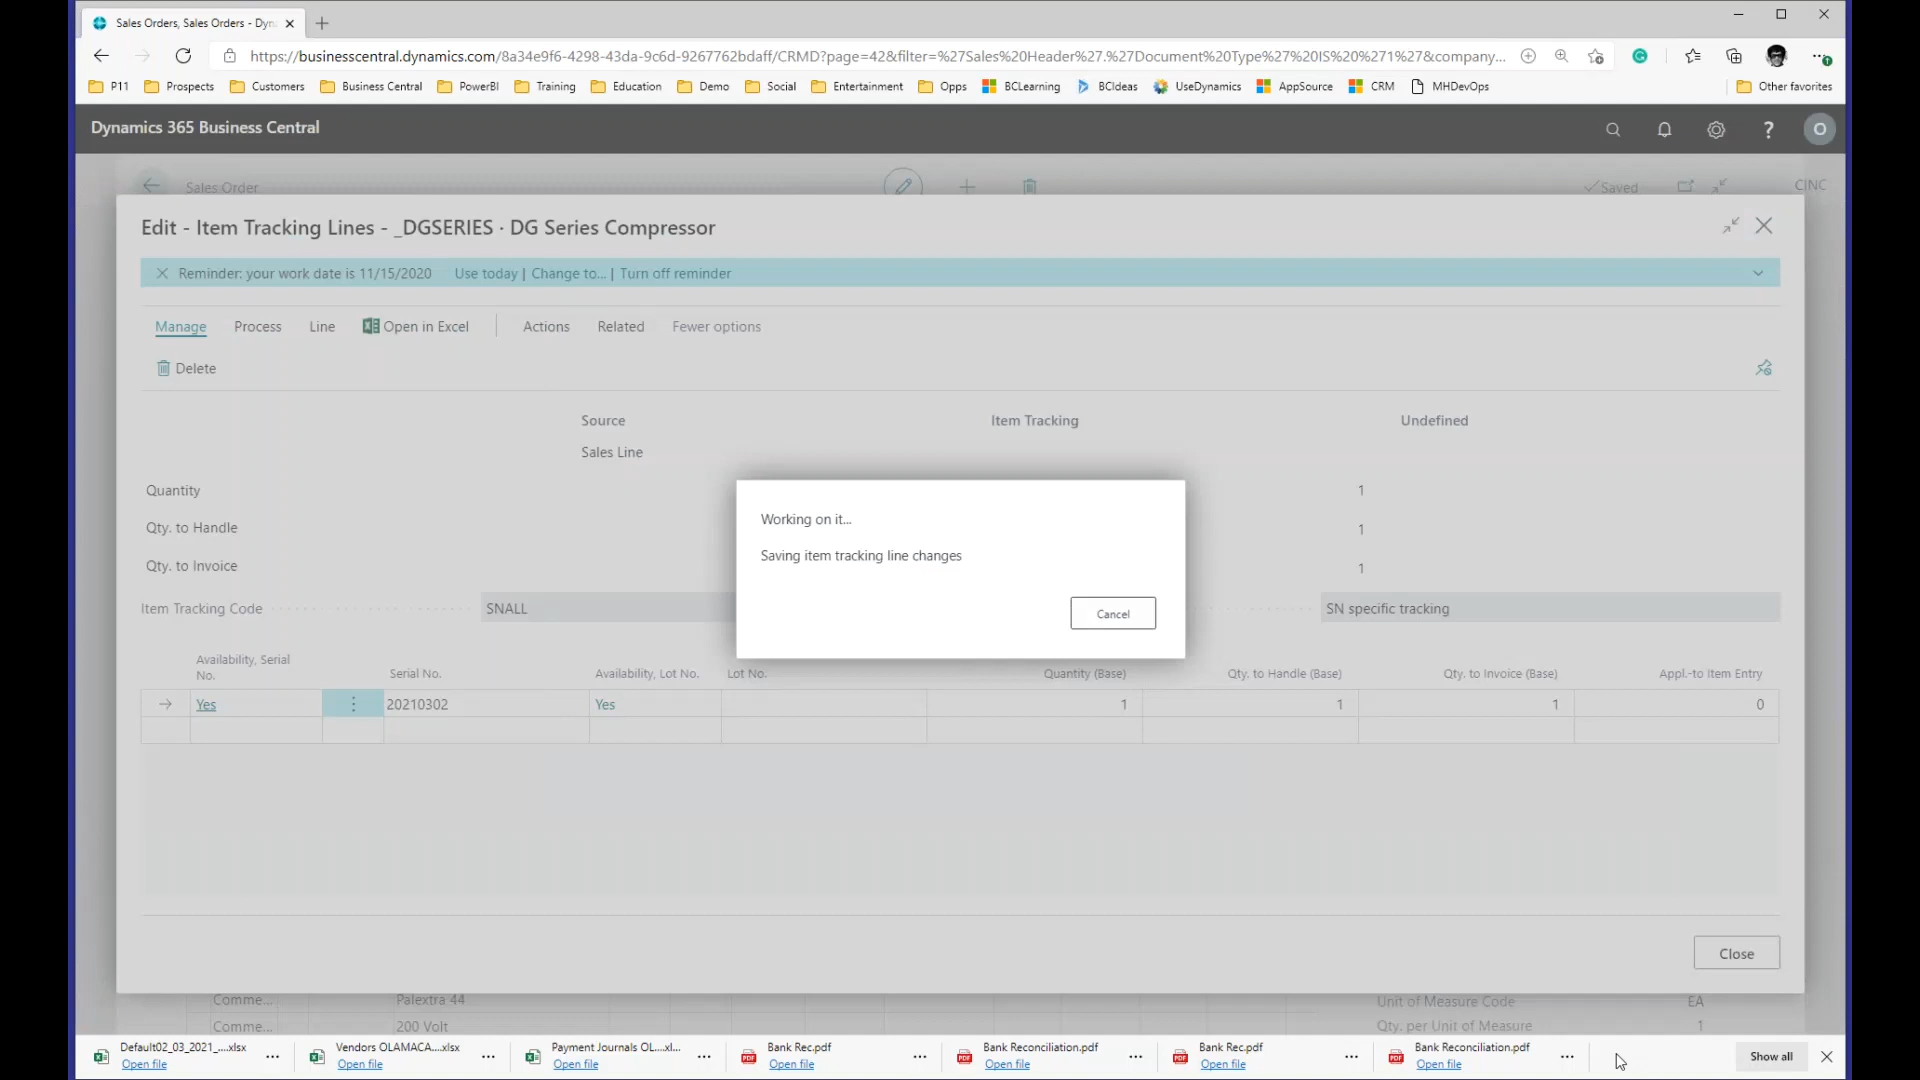 Sales Orders, Sales Orders - Dyn
https://businesscentral.dynamics.com/8a34e9f6-4298-43da-9c6d-9267762bdaff/CRMD?page=42&filter=%27Sales%20Header%27.%27Document%20Type%27%20IS%20%271%27&company...
P11 Prospects Customers Business Central PowerBI Training Education Demo Social Entertainment Opps BCLearning BCIdeas UseDynamics AppSource CRM MHDevOps Other favorites
Dynamics 365 Business Central ? O
Sales Order Saved CINC
Edit - Item Tracking Lines - _DGSERIES · DG Series Compressor
Reminder: your work date is 11/15/2020 Use today | Change to... | Turn off reminder
Manage Process Line Open in Excel Actions Related Fewer options
Delete
Source Item Tracking Undefined
Sales Line
Quantity 1
Qty. to Handle 1
Qty. to Invoice 1
Working on it...
Saving item tracking line changes
Cancel
Item Tracking Code SNALL SN specific tracking
Availability, Serial No. Serial No. Availability, Lot No. Lot No. Quantity (Base) Qty. to Handle (Base) Qty. to Invoice (Base) Appl.-to Item Entry
Yes 20210302 Yes 1 1 1 0
Close
Comme... Palextra 44 Unit of Measure Code EA
Comme... 200 Volt Qty. per Unit of Measure 1
Default02_03_2021_....xlsx Vendors OLAMACA....xlsx Payment Journals OL....xl... Bank Rec.pdf Bank Reconciliation.pdf Bank Rec.pdf Bank Reconciliation.pdf Show all
Open file Open file Open file Open file Open file Open file Open file